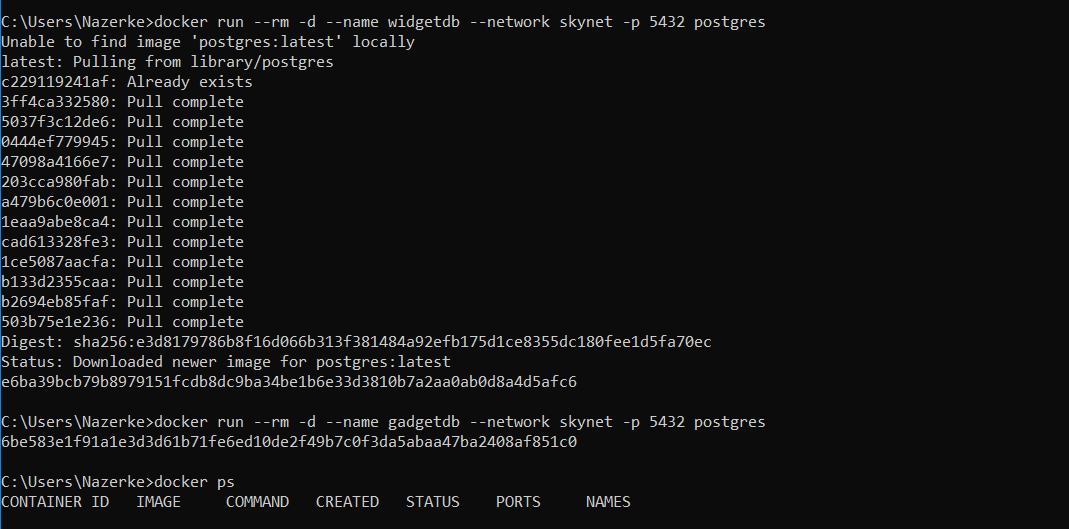 C:\Users\Nazerke>docker run --rm -d --name widgetdb --network skynet -p 5432 postgres
Unable to find image 'postgres:latest' locally
latest: Pulling from library/postgres
c229119241af: Already exists
3ff4ca332580: Pull complete
5037f3c12de6: Pull complete
0444ef779945: Pull complete
47098a4166e7: Pull complete
203cca980fab: Pull complete
a479b6c0e001: Pull complete
1eaa9abe8ca4: Pull complete
cad613328fe3: Pull complete
1ce5087aacfa: Pull complete
b133d2355caa: Pull complete
b2694eb85faf: Pull complete
503b75e1e236: Pull complete
Digest: sha256:e3d8179786b8f16d066b313f381484a92efb175d1ce8355dc180fee1d5fa70ec
Status: Downloaded newer image for postgres:latest
e6ba39bcb79b8979151fcdb8dc9ba34be1b6e33d3810b7a2aa0ab0d8a4d5afc6
C:\Users\Nazerke>docker run --rm -d --name gadgetdb --network skynet -p 5432 postgres
6be583e1f91a1e3d3d61b71fe6ed10de2f49b7c0f3da5abaa47ba2408af851c0
C:\Users\Nazerke>docker ps
CONTAINER ID   IMAGE     COMMAND   CREATED   STATUS    PORTS     NAMES